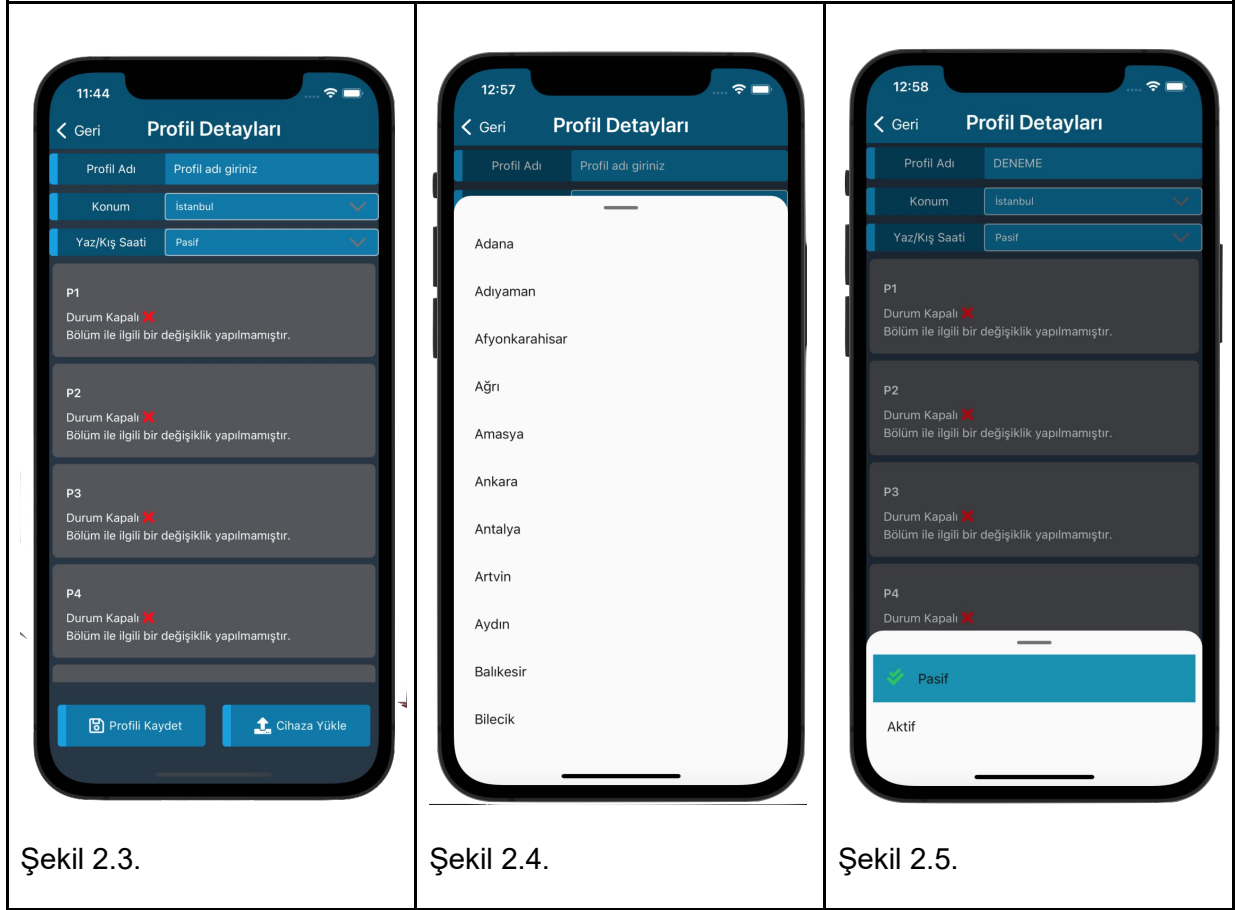 11:44
Geri Profil Detayları
Profil Adı Profil adı giriniz
Konum İstanbul
Yaz/Kış Saati Pasif
P1
Durum Kapalı
Bölüm ile ilgili bir değişiklik yapılmamıştır.
P2
Durum Kapalı
Bölüm ile ilgili bir değişiklik yapılmamıştır.
P3
Durum Kapalı
Bölüm ile ilgili bir değişiklik yapılmamıştır.
P4
Durum Kapalı
Bölüm ile ilgili bir değişiklik yapılmamıştır.
Profili Kaydet Cihaza Yükle
Şekil 2.3.
12:57
Geri Profil Detayları
Profil Adı Profil adı giriniz
Adana
Adıyaman
Afyonkarahisar
Ağrı
Amasya
Ankara
Antalya
Artvin
Aydın
Balıkesir
Bilecik
Şekil 2.4.
12:58
Geri Profil Detayları
Profil Adı DENEME
Konum İstanbul
Yaz/Kış Saati Pasif
P1
Durum Kapalı
Bölüm ile ilgili bir değişiklik yapılmamıştır.
P2
Durum Kapalı
Bölüm ile ilgili bir değişiklik yapılmamıştır.
P3
Durum Kapalı
Bölüm ile ilgili bir değişiklik yapılmamıştır.
P4
Durum Kapalı
Pasif
Aktif
Şekil 2.5.